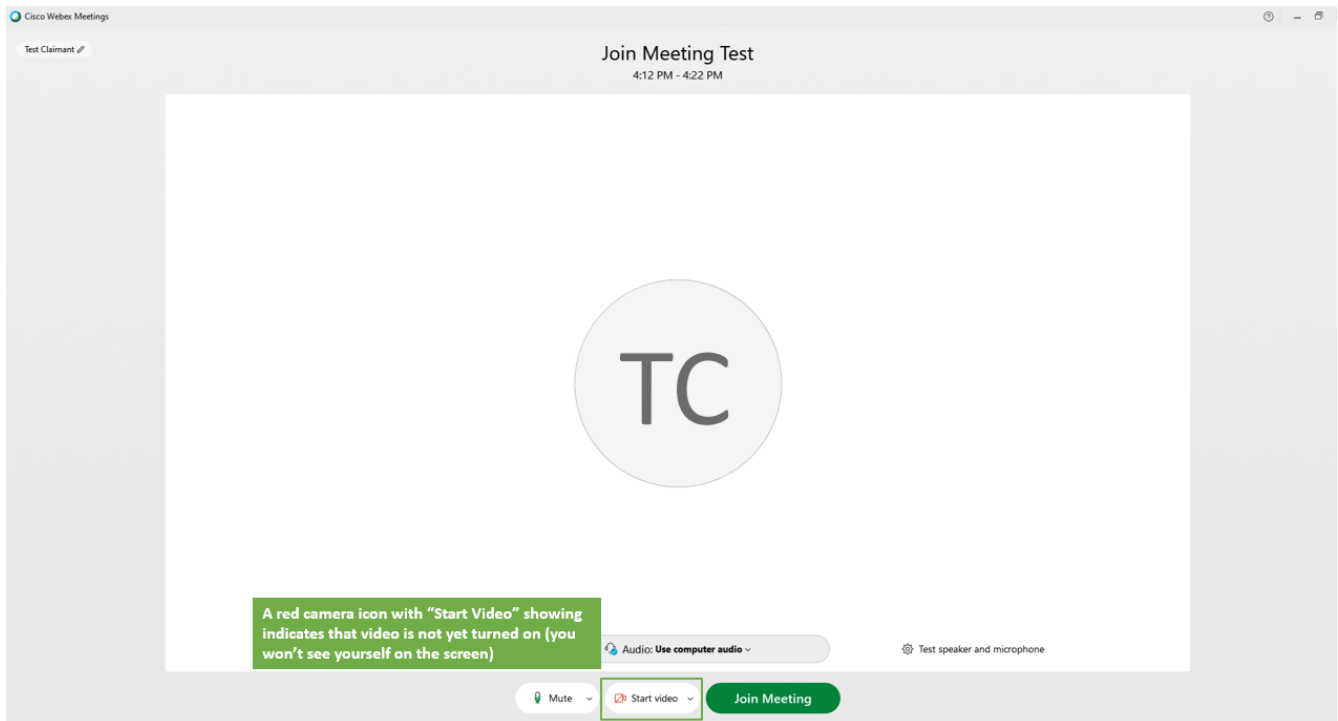 Cisco Webex Meetings
Test Claimant
Join Meeting Test
4:12 PM - 4:22 PM
TC
A red camera icon with “Start Video” showing
indicates that video is not yet turned on (you
won’t see yourself on the screen)
Audio: Use computer audio
Test speaker and microphone
Mute
Start video
Join Meeting